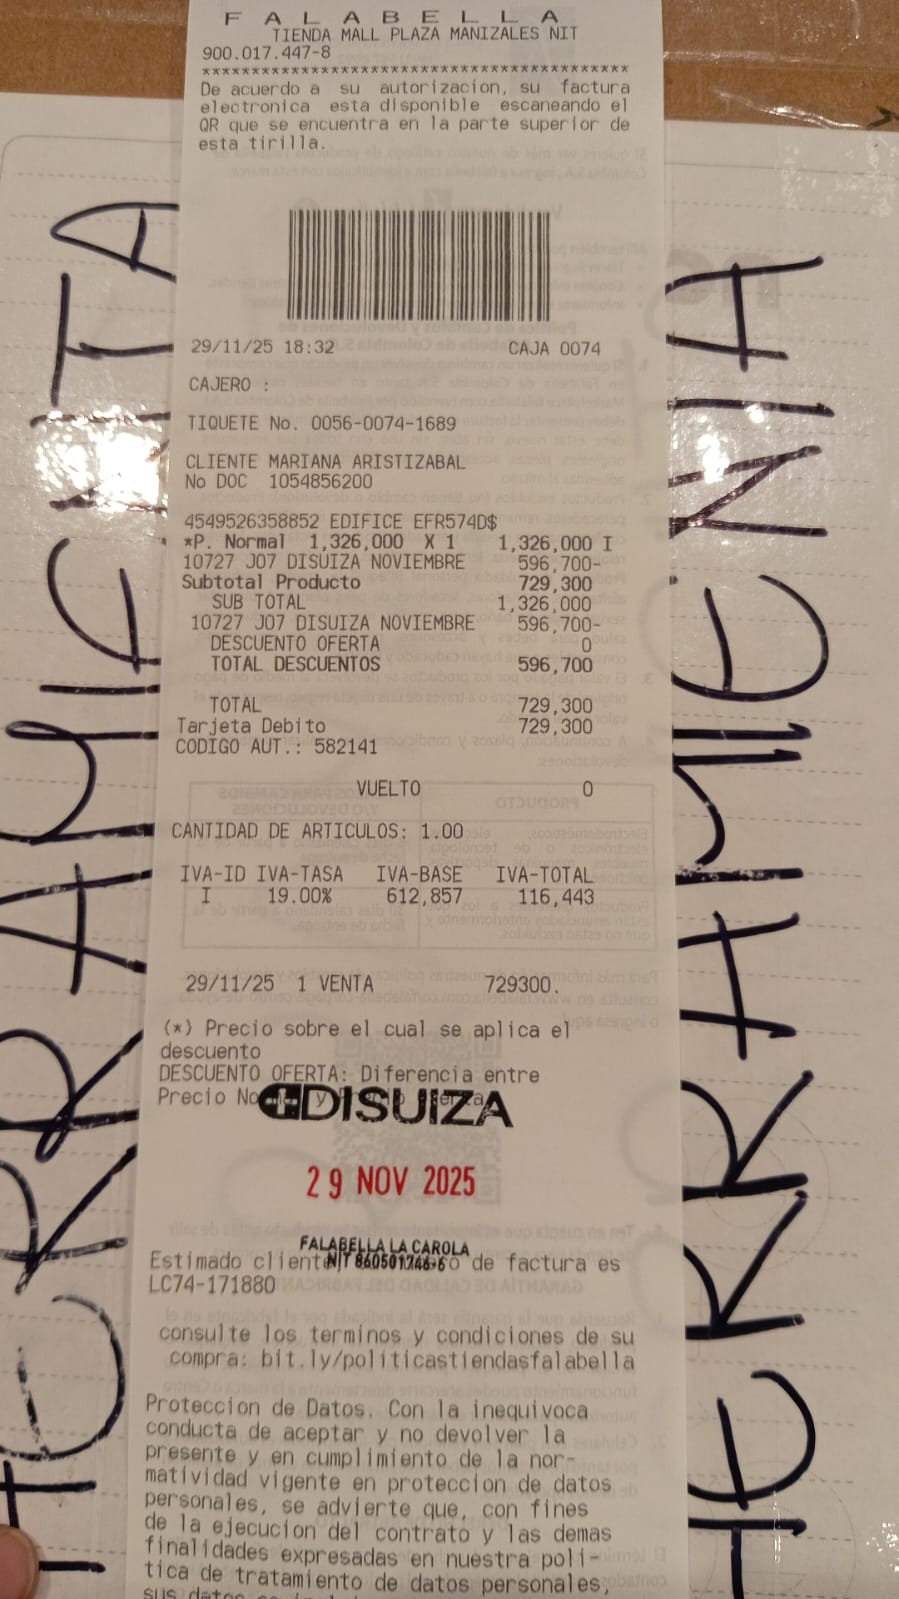 F A L A B E L L A
TIENDA MALL PLAZA MANIZALES NIT
900.017.447-8
******************************************
De acuerdo a su autorizacion, su factura
electronica esta disponible escaneando el
QR que se encuentra en la parte superior de
esta tirilla.
29/11/25 18:32 CAJA 0074
CAJERO :
TIQUETE No. 0056-0074-1689
CLIENTE MARIANA ARISTIZABAL
No DOC 1054856200
4549526358852 EDIFICE EFR574D$
*P. Normal 1,326,000 X 1 1,326,000 I
10727 J07 DISUIZA NOVIEMBRE 596,700-
Subtotal Producto 729,300
SUB TOTAL 1,326,000
10727 J07 DISUIZA NOVIEMBRE 596,700-
DESCUENTO OFERTA 0
TOTAL DESCUENTOS 596,700
TOTAL 729,300
Tarjeta Debito 729,300
CODIGO AUT.: 582141
VUELTO 0
CANTIDAD DE ARTICULOS: 1.00
IVA-ID IVA-TASA IVA-BASE IVA-TOTAL
I 19.00% 612,857 116,443
29/11/25 1 VENTA 729300.
(*) Precio sobre el cual se aplica el
descuento
DESCUENTO OFERTA: Diferencia entre
Precio
DISUIZA
29 NOV 2025
FALABELLA LA CAROLA
NIT 860501746-6
Estimado de factura es
LC74-171880
consulte los terminos y condiciones de su
compra: bit.ly/politicastiendasfalabella
Proteccion de Datos. Con la inequivoca
conducta de aceptar y no devolver la
presente y en cumplimiento de la nor-
matividad vigente en proteccion de datos
personales, se advierte que, con fines
de la ejecucion del contrato y las demas
finalidades expresadas en nuestra poli-
tica de tratamiento de datos personales,
sus datos
HERRAMIENTA
HERRAMIENTA